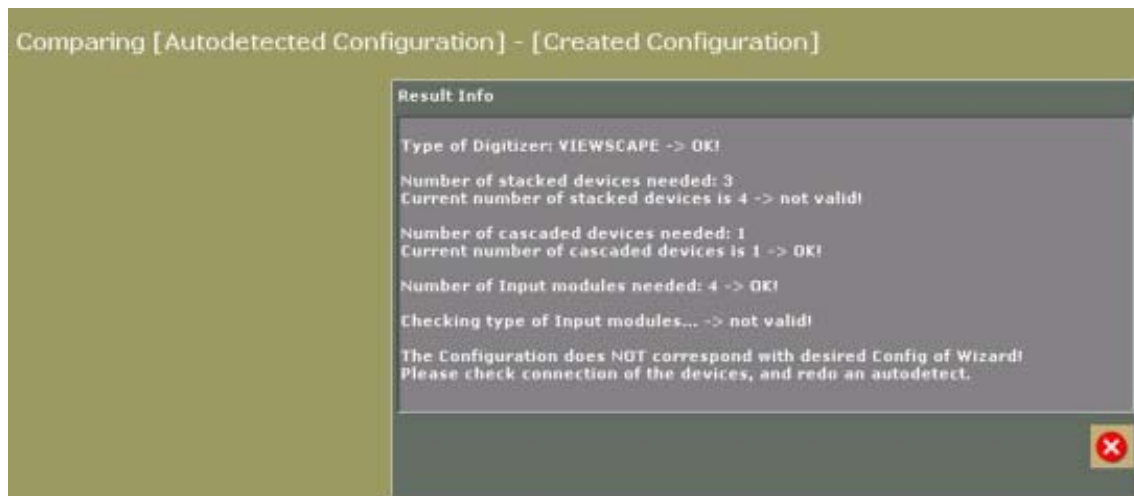 Comparing [Autodetected Configuration] - [Created Configuration]
Result Info
Type of Digitizer: VIEWSCAPE -> OK!
Number of stacked devices needed: 3
Current number of stacked devices is 4 -> not valid!
Number of cascaded devices needed: 1
Current number of cascaded devices is 1 -> OK!
Number of Input modules needed: 4 -> OK!
Checking type of Input modules... -> not valid!
The Configuration does NOT correspond with desired Config of Wizard!
Please check connection of the devices, and redo an autodetect.